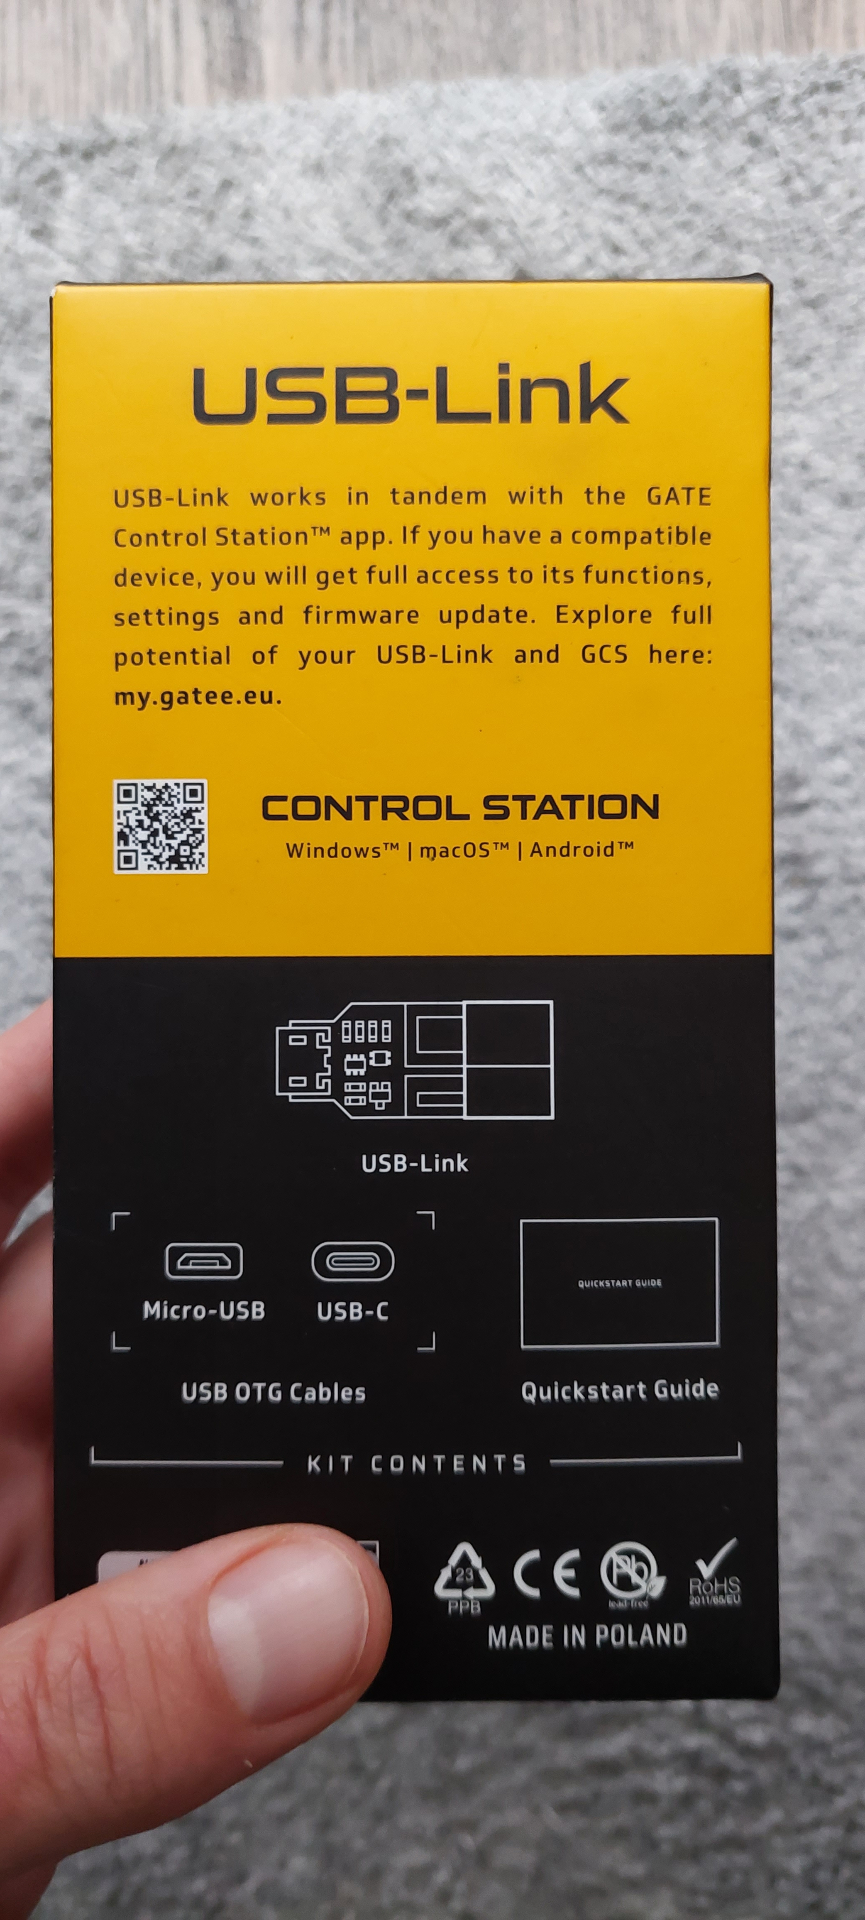 USB-Link
USB-Link works in tandem with the GATE
Control Station™ app. If you have a compatible
device, you will get full access to its functions,
settings and firmware update. Explore full
potential of your USB-Link and GCS here:
my.gatee.eu.
CONTROL STATION
Windows™ | macOS™ | Android™
USB-Link
Micro-USB USB-C
QUICKSTART GUIDE
USB OTG Cables
Quickstart Guide
KIT CONTENTS
23
PPB
CE
Pb
lead-free
RoHS
2011/65/EU
MADE IN POLAND